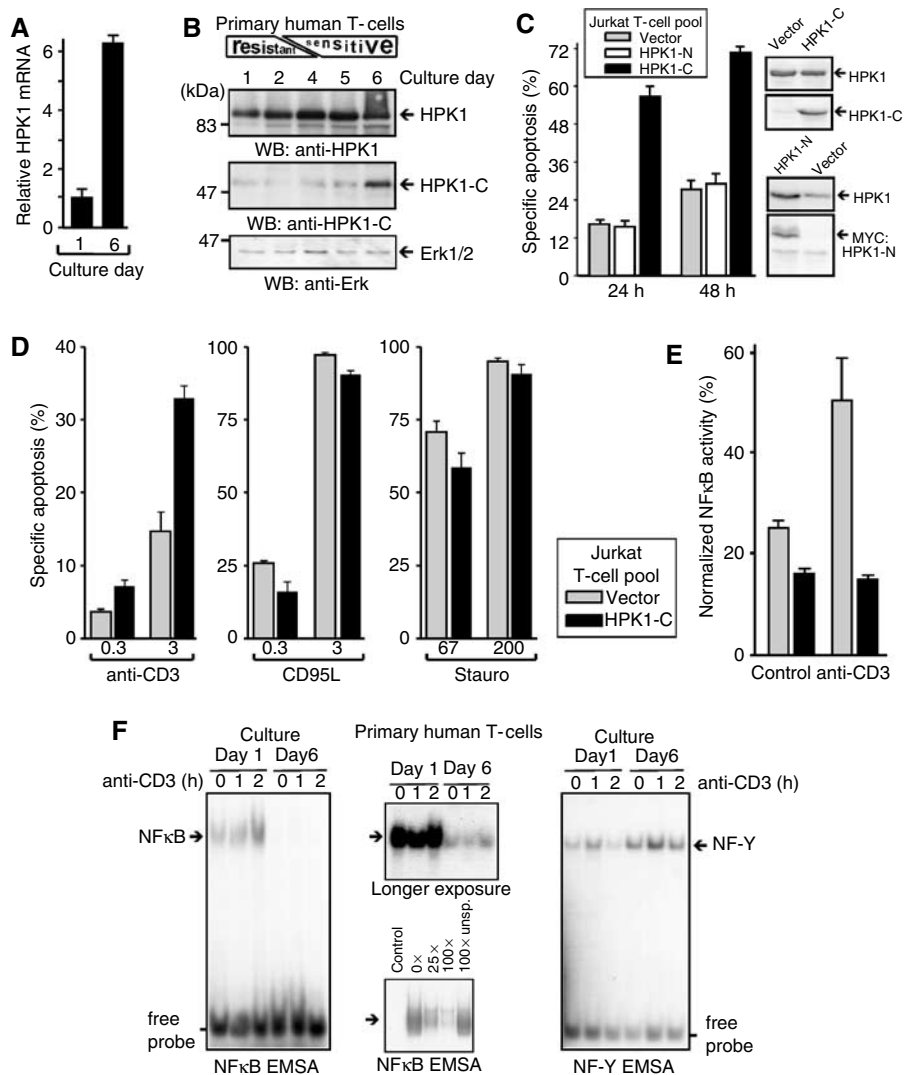 A
Relative HPK1 mRNA
6
4
2
0
1 6
Culture day
B
Primary human T-cells
resistant sensitive
1 2 4 5 6 Culture day
(kDa)
83
HPK1
WB: anti-HPK1
47
HPK1-C
WB: anti-HPK1-C
47
Erk1/2
WB: anti-Erk
C
Jurkat
T-cell pool
Vector
HPK1-N
HPK1-C
Specific apoptosis (%)
72
60
48
36
24
12
0
24 h 48 h
Vector HPK1-C
HPK1
HPK1-C
HPK1-N Vector
HPK1
MYC:
HPK1-N
D
Specific apoptosis (%)
40
30
20
10
0
0.3 3
anti-CD3
100
75
50
25
0
0.3 3
CD95L
100
75
50
25
0
67 200
Stauro
Jurkat
T-cell pool
Vector
HPK1-C
E
Normalized NFκB activity (%)
60
40
20
0
Control anti-CD3
F
Culture
Day 1 Day6
anti-CD3 (h) 0 1 2 0 1 2
NFκB
free
probe
NFκB EMSA
Primary human T-cells
Day 1 Day 6
0 1 2 0 1 2
Longer exposure
Control 0× 25× 100× 100× unsp.
NFκB EMSA
Culture
Day1 Day6
0 1 2 0 1 2 anti-CD3 (h)
NF-Y
free
probe
NF-Y EMSA